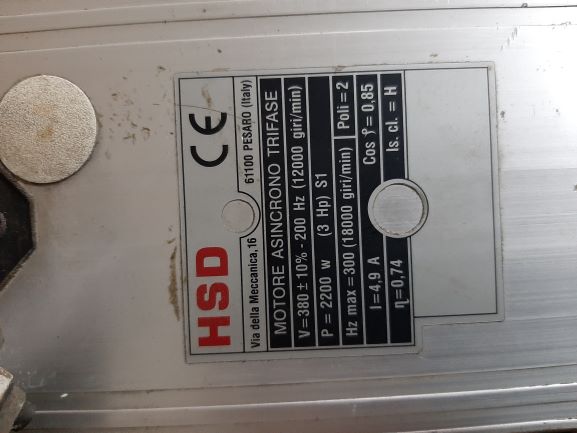 HSD
CE
Via della Meccanica, 16 61100 PESARO (Italy)
MOTORE ASINCRONO TRIFASE
V=380 ± 10% - 200 Hz (12000 giri/min)
P = 2200 w (3 Hp) S1
Hz max = 300 (18000 giri/min) Poli = 2
I=4,9 A Cos φ = 0,85
η=0,74 Is. cl. = H